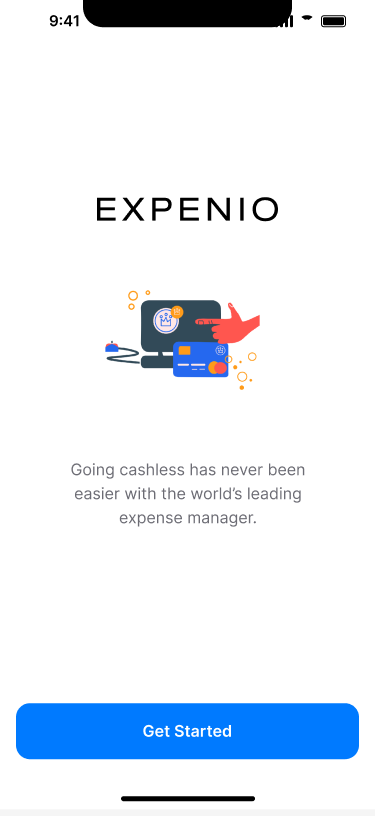 9:41
EXPENIO
Going cashless has never been
easier with the world's leading
expense manager.
Get Started